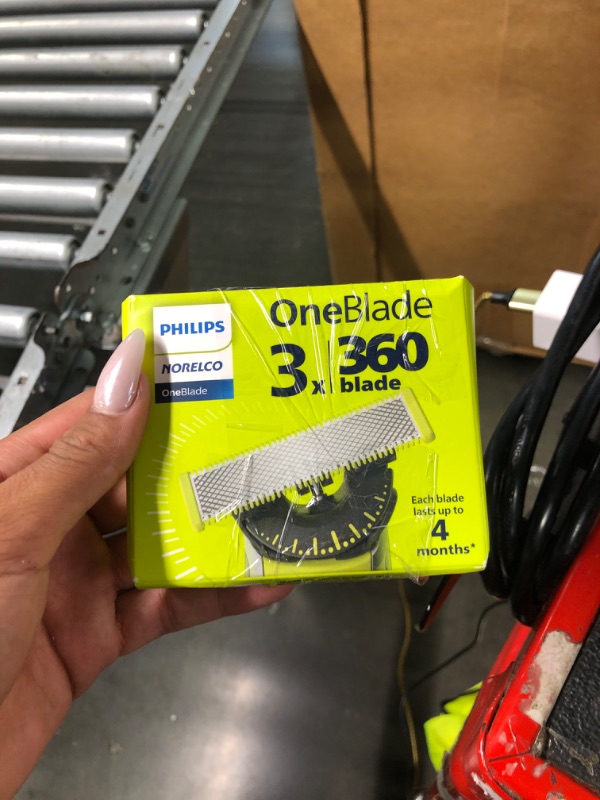 PHILIPS
NORELCO
OneBlade
OneBlade
3x 360
blade
Each blade
lasts up to
4
months*